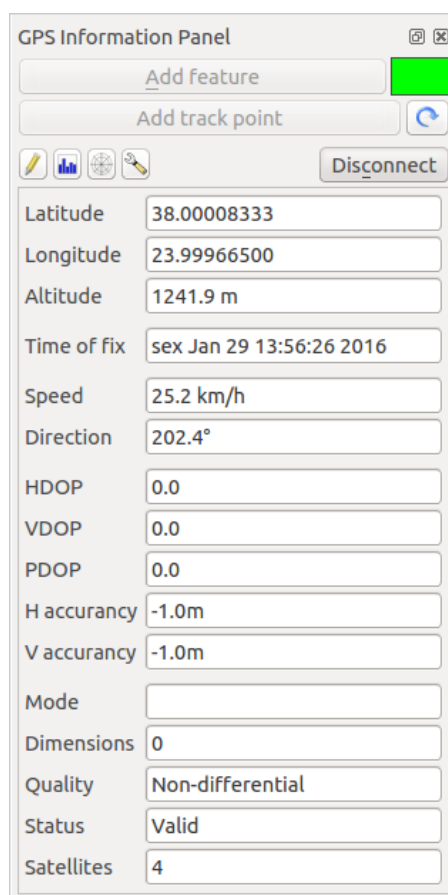 GPS Information Panel
Add feature
Add track point
Disconnect
Latitude 38.00008333
Longitude 23.99966500
Altitude 1241.9 m
Time of fix sex Jan 29 13:56:26 2016
Speed 25.2 km/h
Direction 202.4°
HDOP 0.0
VDOP 0.0
PDOP 0.0
H accurancy -1.0m
V accurancy -1.0m
Mode
Dimensions 0
Quality Non-differential
Status Valid
Satellites 4